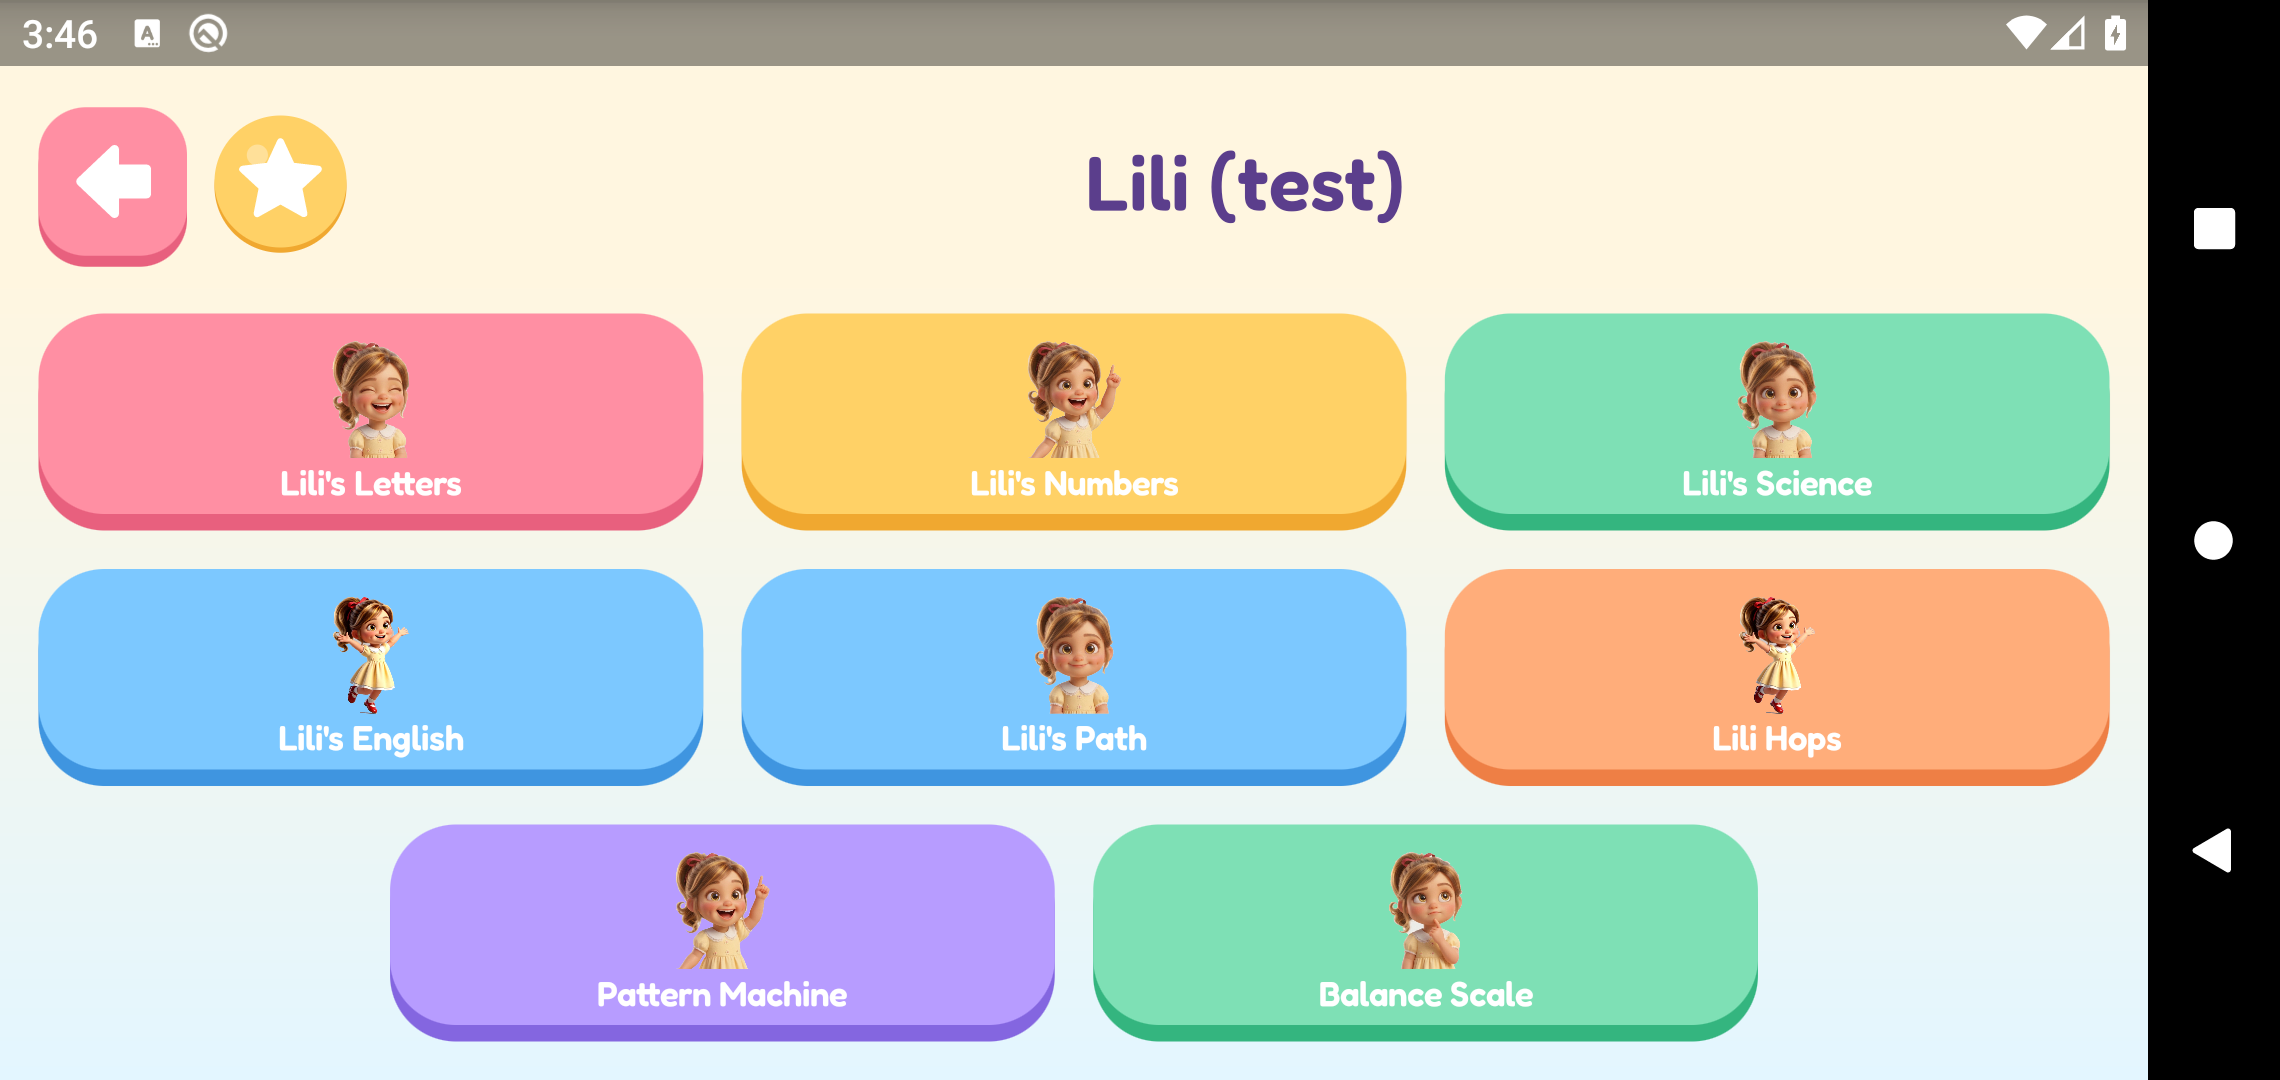 3:46
A
Lili (test)
Lili's Letters
Lili's Numbers
Lili's Science
Lili's English
Lili's Path
Lili Hops
Pattern Machine
Balance Scale